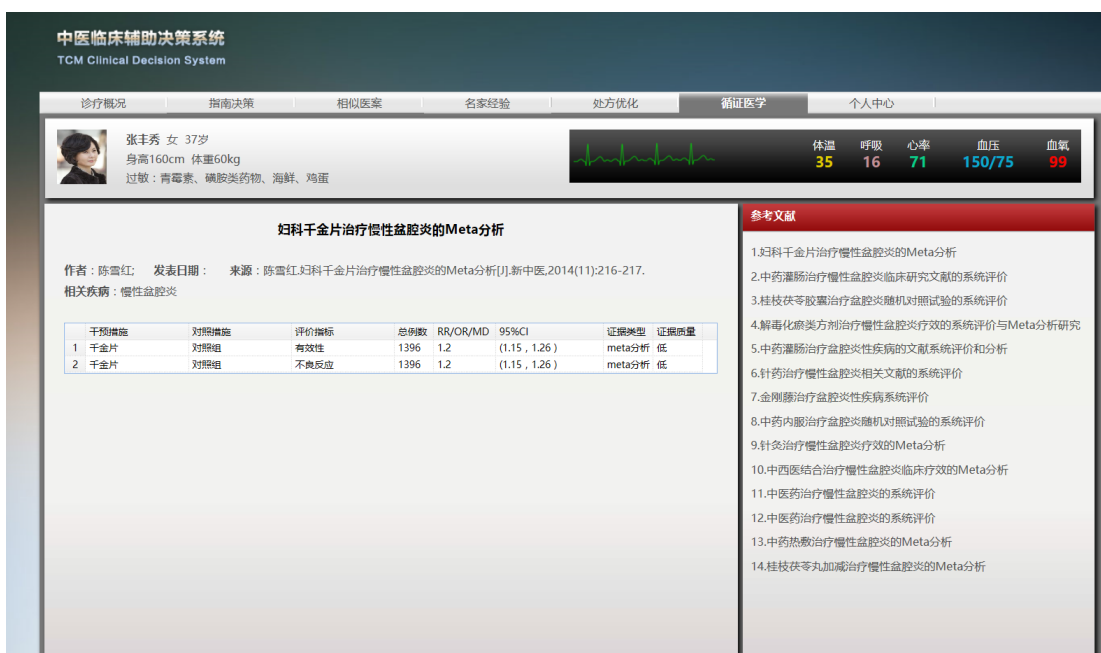 中医临床辅助决策系统
TCM Clinical Decision System
诊疗概况 指南决策 相似医案 名家经验 处方优化 循证医学 个人中心
张丰秀 女 37岁
身高160cm 体重60kg
过敏：青霉素、磺胺类药物、海鲜、鸡蛋
体温 呼吸 心率 血压 血氧
35 16 71 150/75 99
妇科千金片治疗慢性盆腔炎的Meta分析
作者：陈雪红; 发表日期： 来源：陈雪红.妇科千金片治疗慢性盆腔炎的Meta分析[J].新中医,2014(11):216-217.
相关疾病：慢性盆腔炎
干预措施 对照措施 评价指标 总例数 RR/OR/MD 95%CI 证据类型 证据质量
1 千金片 对照组 有效性 1396 1.2 (1.15 , 1.26 ) meta分析 低
2 千金片 对照组 不良反应 1396 1.2 (1.15 , 1.26 ) meta分析 低
参考文献
1.妇科千金片治疗慢性盆腔炎的Meta分析
2.中药灌肠治疗慢性盆腔炎临床研究文献的系统评价
3.桂枝茯苓胶囊治疗盆腔炎随机对照试验的系统评价
4.解毒化瘀类方剂治疗慢性盆腔炎疗效的系统评价与Meta分析研究
5.中药灌肠治疗盆腔炎性疾病的文献系统评价和分析
6.针药治疗慢性盆腔炎相关文献的系统评价
7.金刚藤治疗盆腔炎性疾病系统评价
8.中药内服治疗盆腔炎随机对照试验的系统评价
9.针灸治疗慢性盆腔炎疗效的Meta分析
10.中西医结合治疗慢性盆腔炎临床疗效的Meta分析
11.中医药治疗慢性盆腔炎的系统评价
12.中医药治疗慢性盆腔炎的系统评价
13.中药热敷治疗慢性盆腔炎的Meta分析
14.桂枝茯苓丸加减治疗慢性盆腔炎的Meta分析